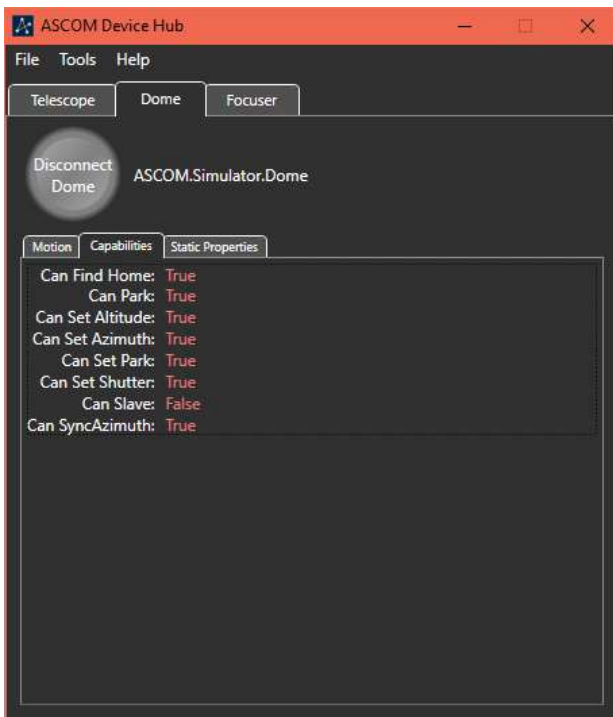 ASCOM Device Hub
File Tools Help
Telescope Dome Focuser
Disconnect
Dome
ASCOM.Simulator.Dome
Motion Capabilities Static Properties
Can Find Home: True
Can Park: True
Can Set Altitude: True
Can Set Azimuth: True
Can Set Park: True
Can Set Shutter: True
Can Slave: False
Can SyncAzimuth: True